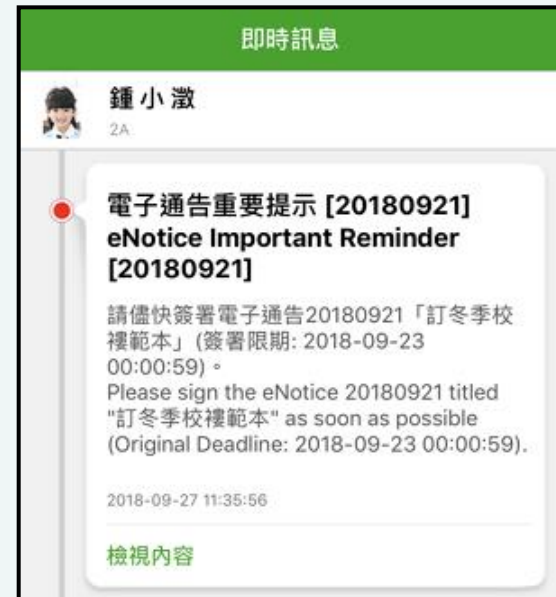 即時訊息
鍾小澂
2A
電子通告重要提示 [20180921]
eNotice Important Reminder
[20180921]
請儘快簽署電子通告20180921「訂冬季校
褸範本」(簽署限期: 2018-09-23
00:00:59)。
Please sign the eNotice 20180921 titled
"訂冬季校褸範本" as soon as possible
(Original Deadline: 2018-09-23 00:00:59).
2018-09-27 11:35:56
檢視內容